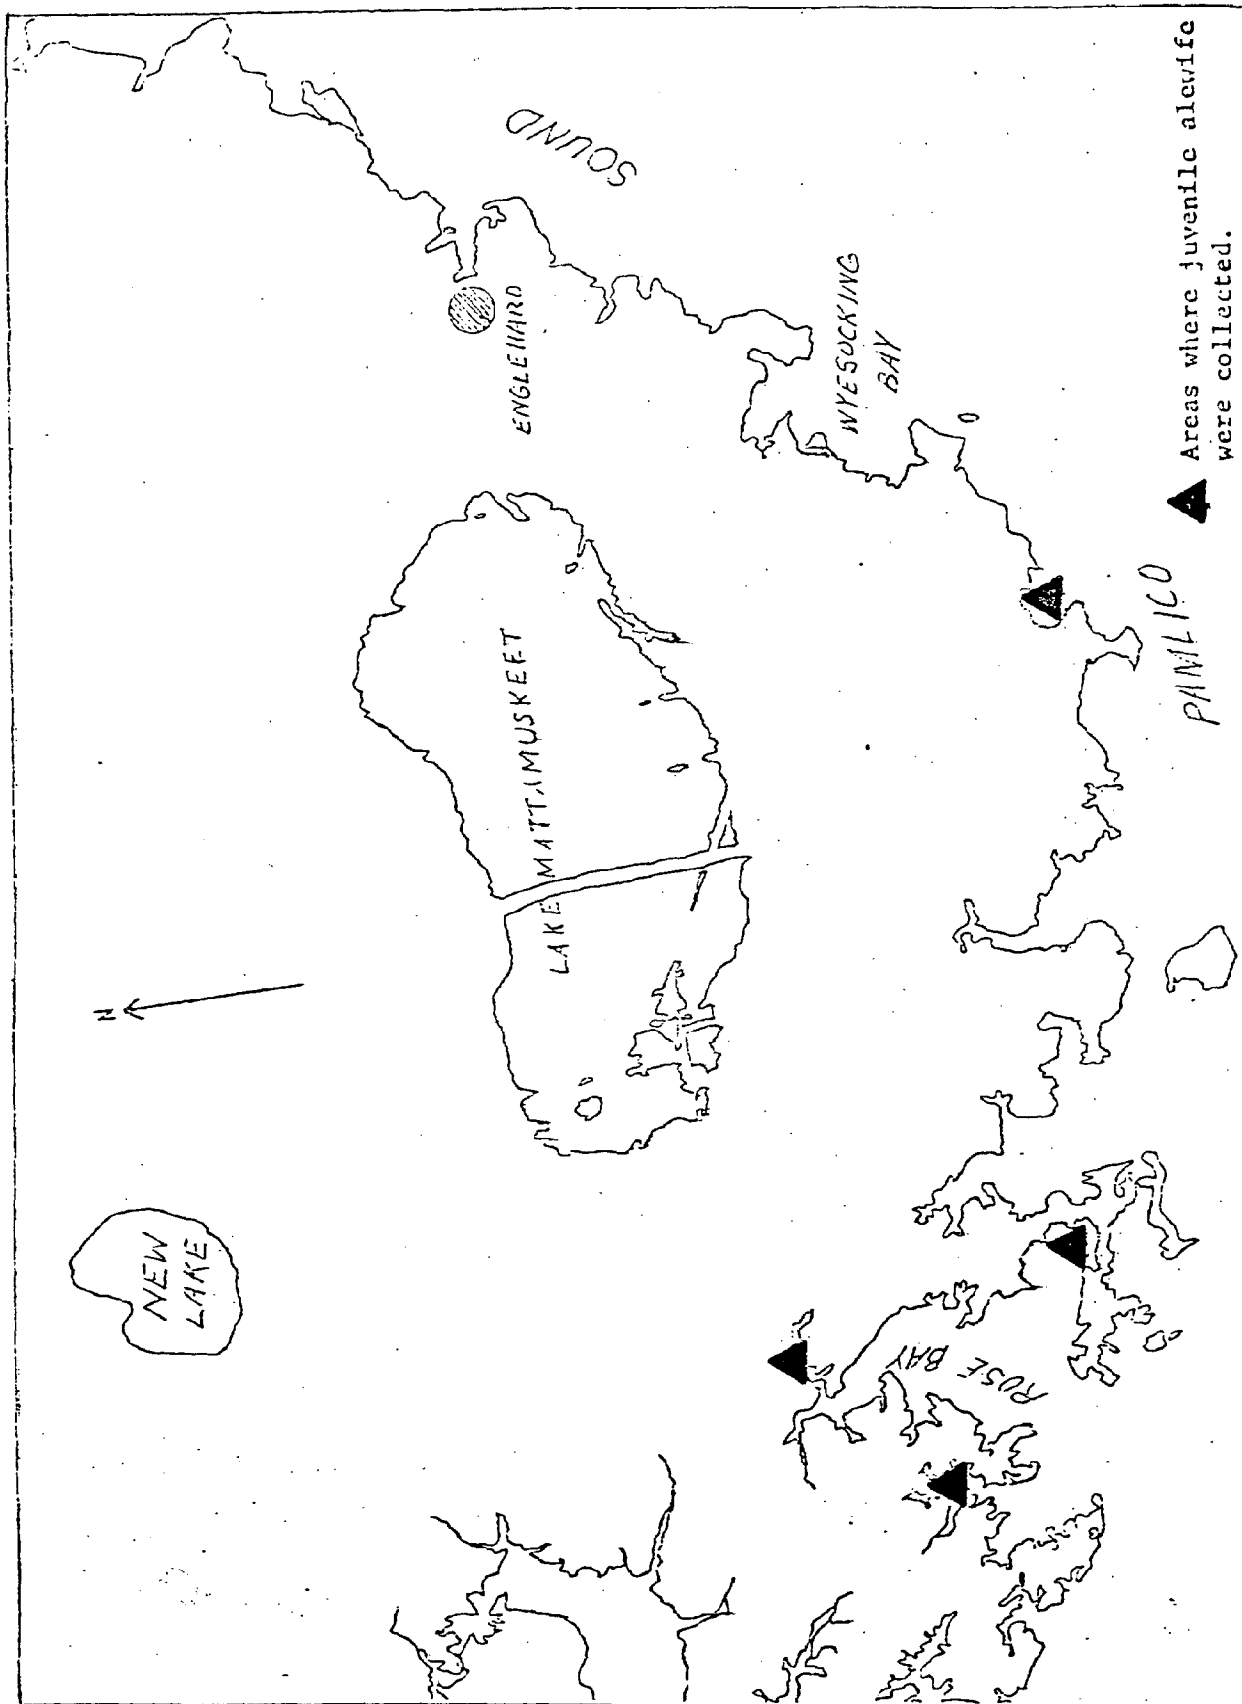 N
NEW
LAKE
LAKE MATTAMUSKEET
ENGLEHARD
SOUND
WYESOCKING
BAY
ROSE BAY
PAMLICO
Areas where juvenile alewife
were collected.